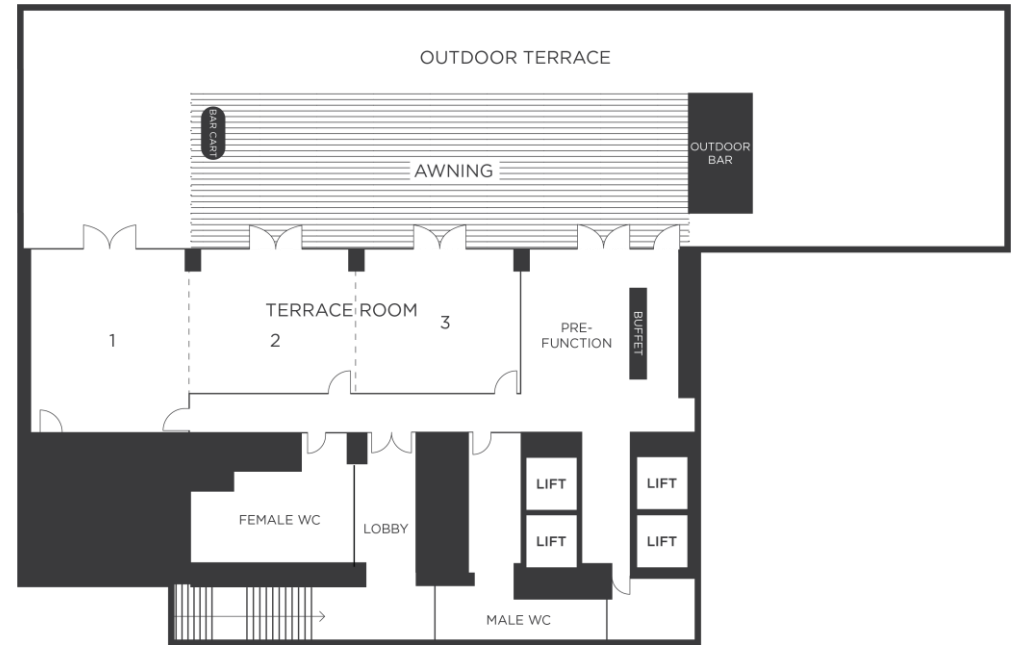 OUTDOOR TERRACE
BAR CART
OUTDOOR
BAR
AWNING
TERRACE ROOM
1
2
3
PRE-
FUNCTION
BUFFET
LIFT
LIFT
FEMALE WC
LOBBY
LIFT
LIFT
MALE WC